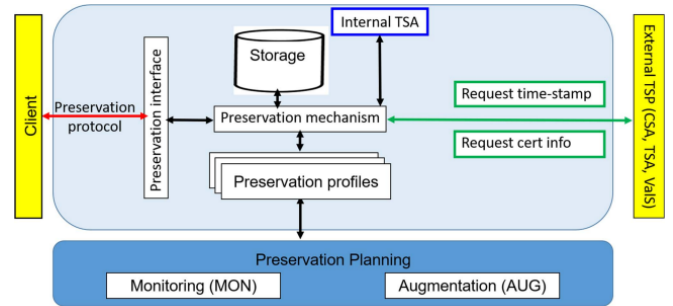 Client
Preservation
protocol
Preservation interface
Storage
Internal TSA
Preservation mechanism
Preservation profiles
Request time-stamp
Request cert info
External TSP (CSA, TSA, ValS)
Preservation Planning
Monitoring (MON)
Augmentation (AUG)